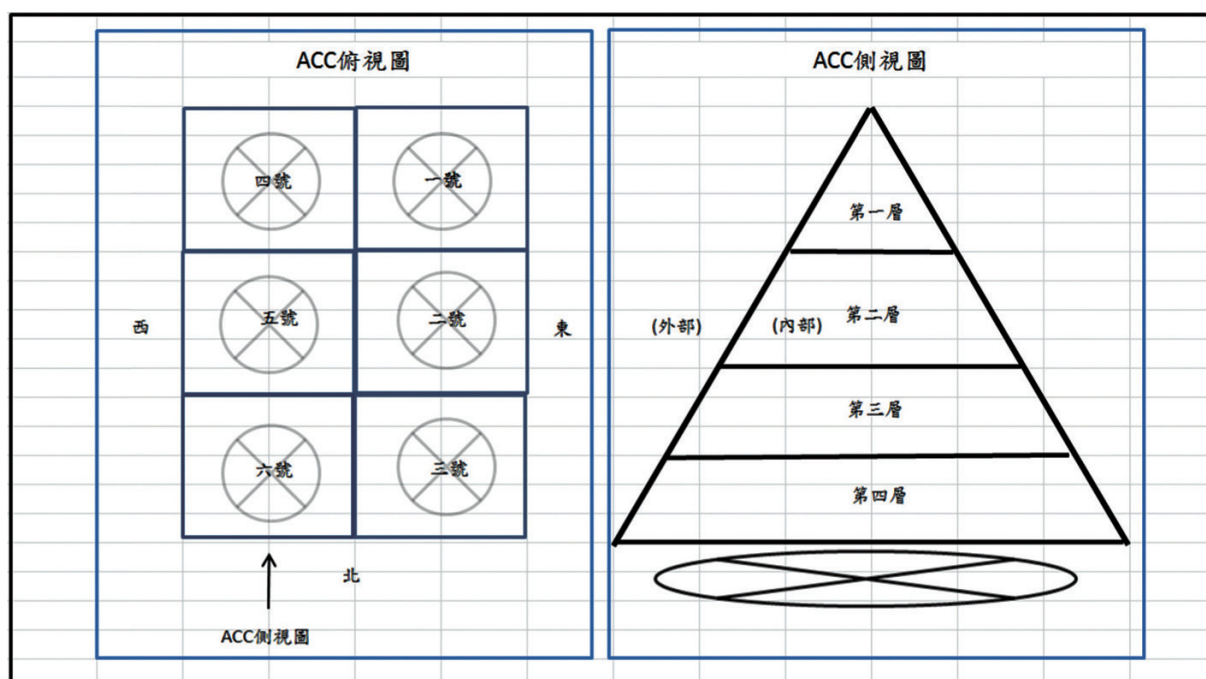 ACC俯視圖
四號
一號
西
五號
二號
東
六號
三號
北
ACC側視圖
ACC側視圖
第一層
(外部)
(內部)
第二層
第三層
第四層